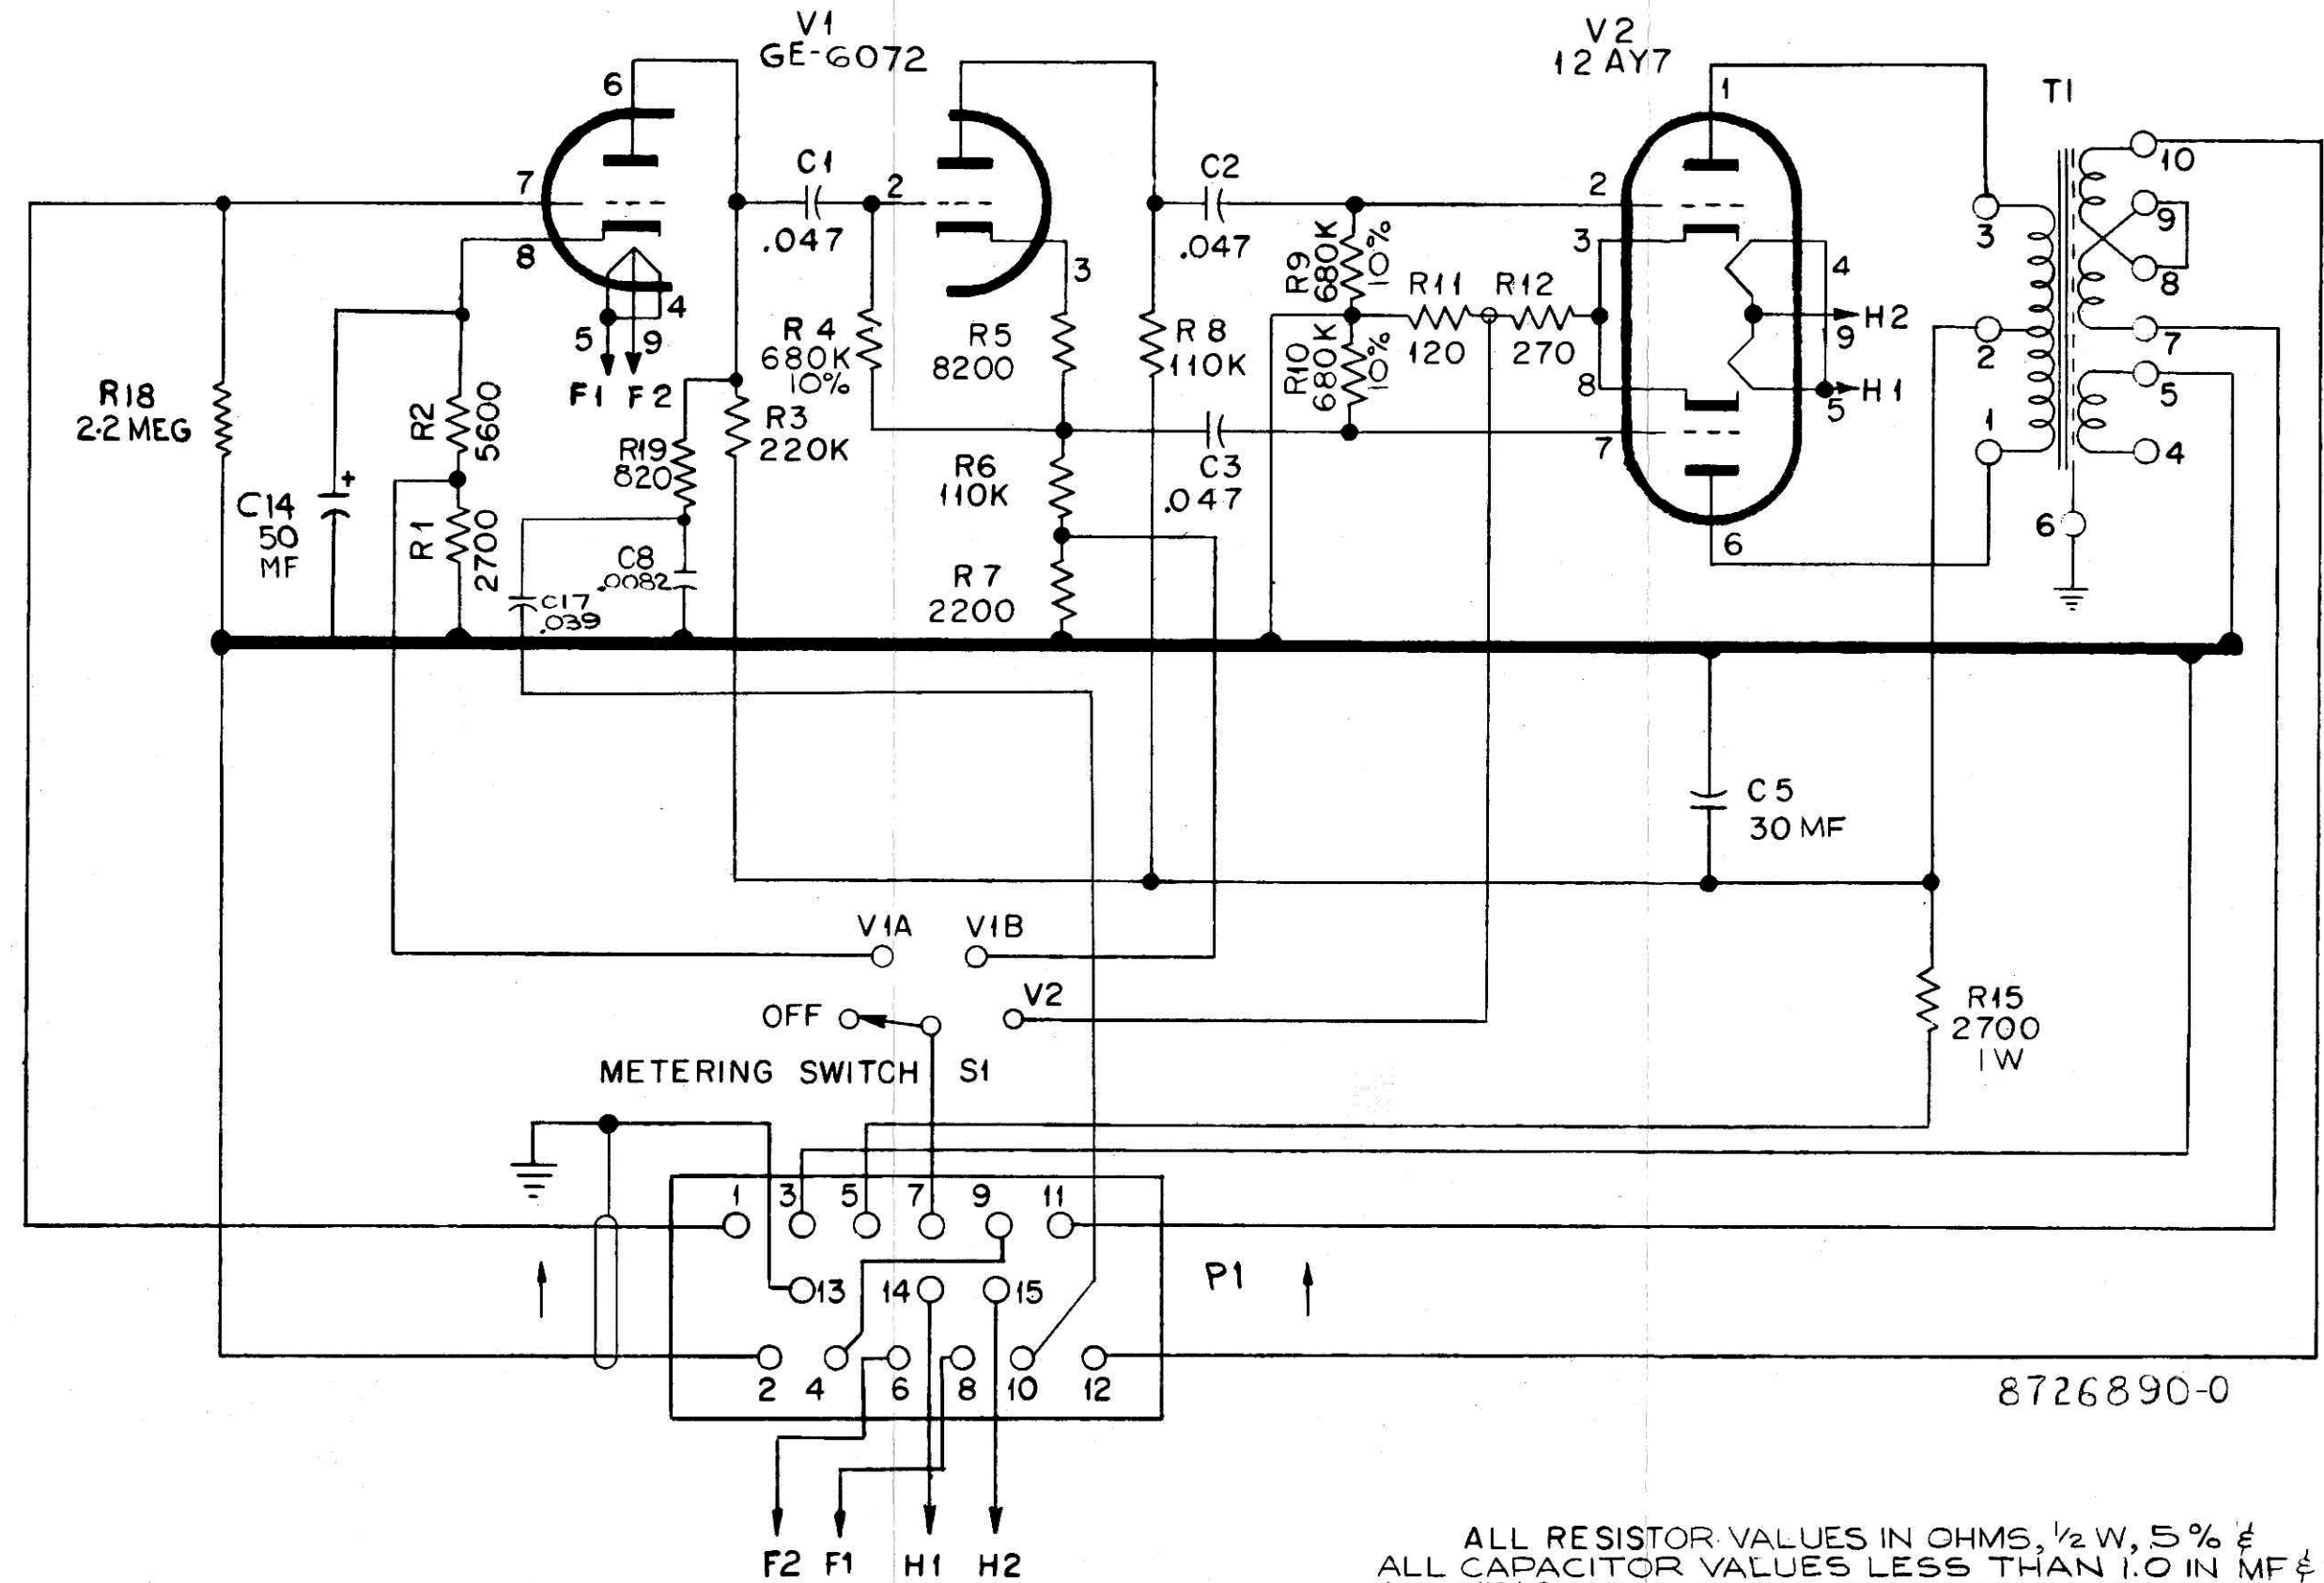 V1
GE-6072
V2
12 AY7
T1
6
7
8
5
9
4
F1 F2
C1
.047
2
3
C2
.047
1
2
3
8
7
6
4
9
5
H2
H1
3
2
1
10
9
8
7
5
4
6
R18
2.2 MEG
R2
5600
R1
2700
C14
50
MF
+
R19
820
C8
.0082
C17
.039
R3
220K
R4
680K
10%
R5
8200
R6
110K
R7
2200
R8
110K
C3
.047
R9
680K
10%
R10
680K
10%
R11
120
R12
270
C5
30 MF
R15
2700
1W
V1A
V1B
OFF
V2
METERING SWITCH S1
1 3 5 7 9 11
13 14 15
P1
2 4 6 8 10 12
F2 F1 H1 H2
8726890-0
ALL RESISTOR VALUES IN OHMS, ½ W, 5% &
ALL CAPACITOR VALUES LESS THAN 1.0 IN MF &